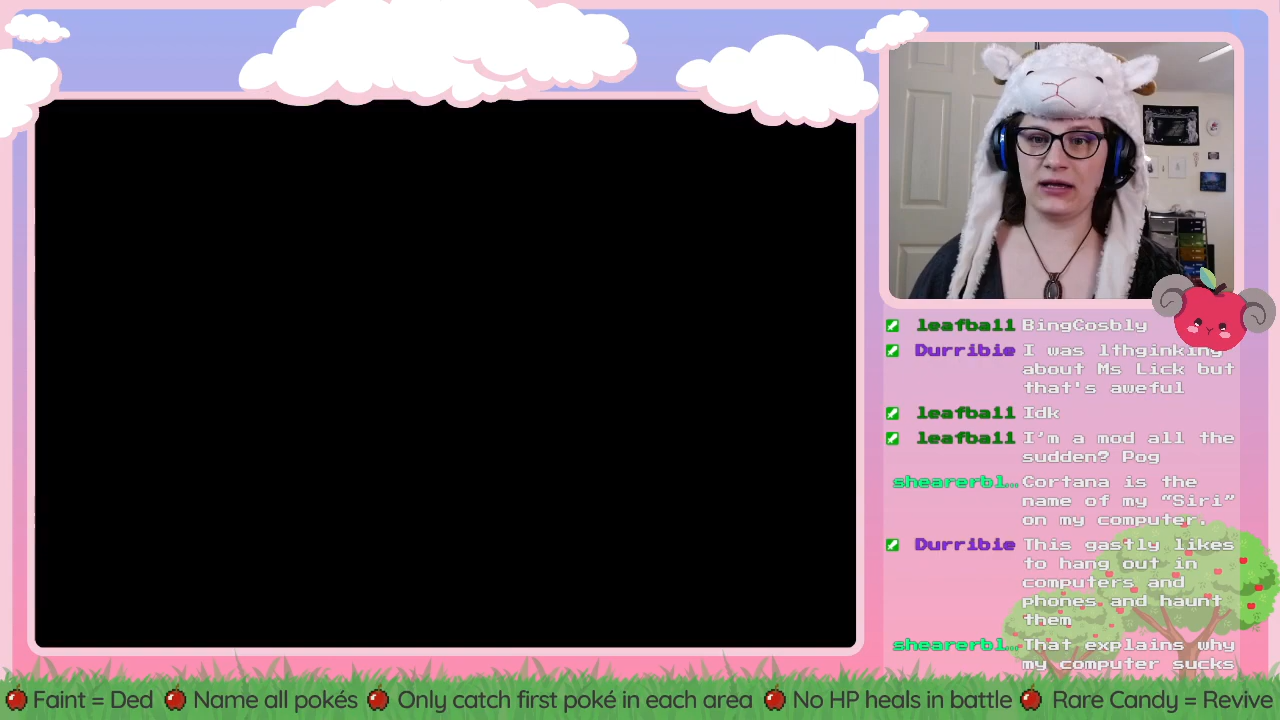 leafbaii BingCosbly
Durribie I was lthginking
about Ms Lick but
that's aweful
leafbaii Idk
leafbaii I'm a mod all the
sudden? Pog
shearerbl… Cortana is the
name of my “Siri”
on my computer.
Durribie This gastly likes
to hang out in
computers and
phones and haunt
them
shearerbl… That explains why
my computer sucks
Faint = Ded Name all pokés Only catch first poké in each area No HP heals in battle Rare Candy = Revive